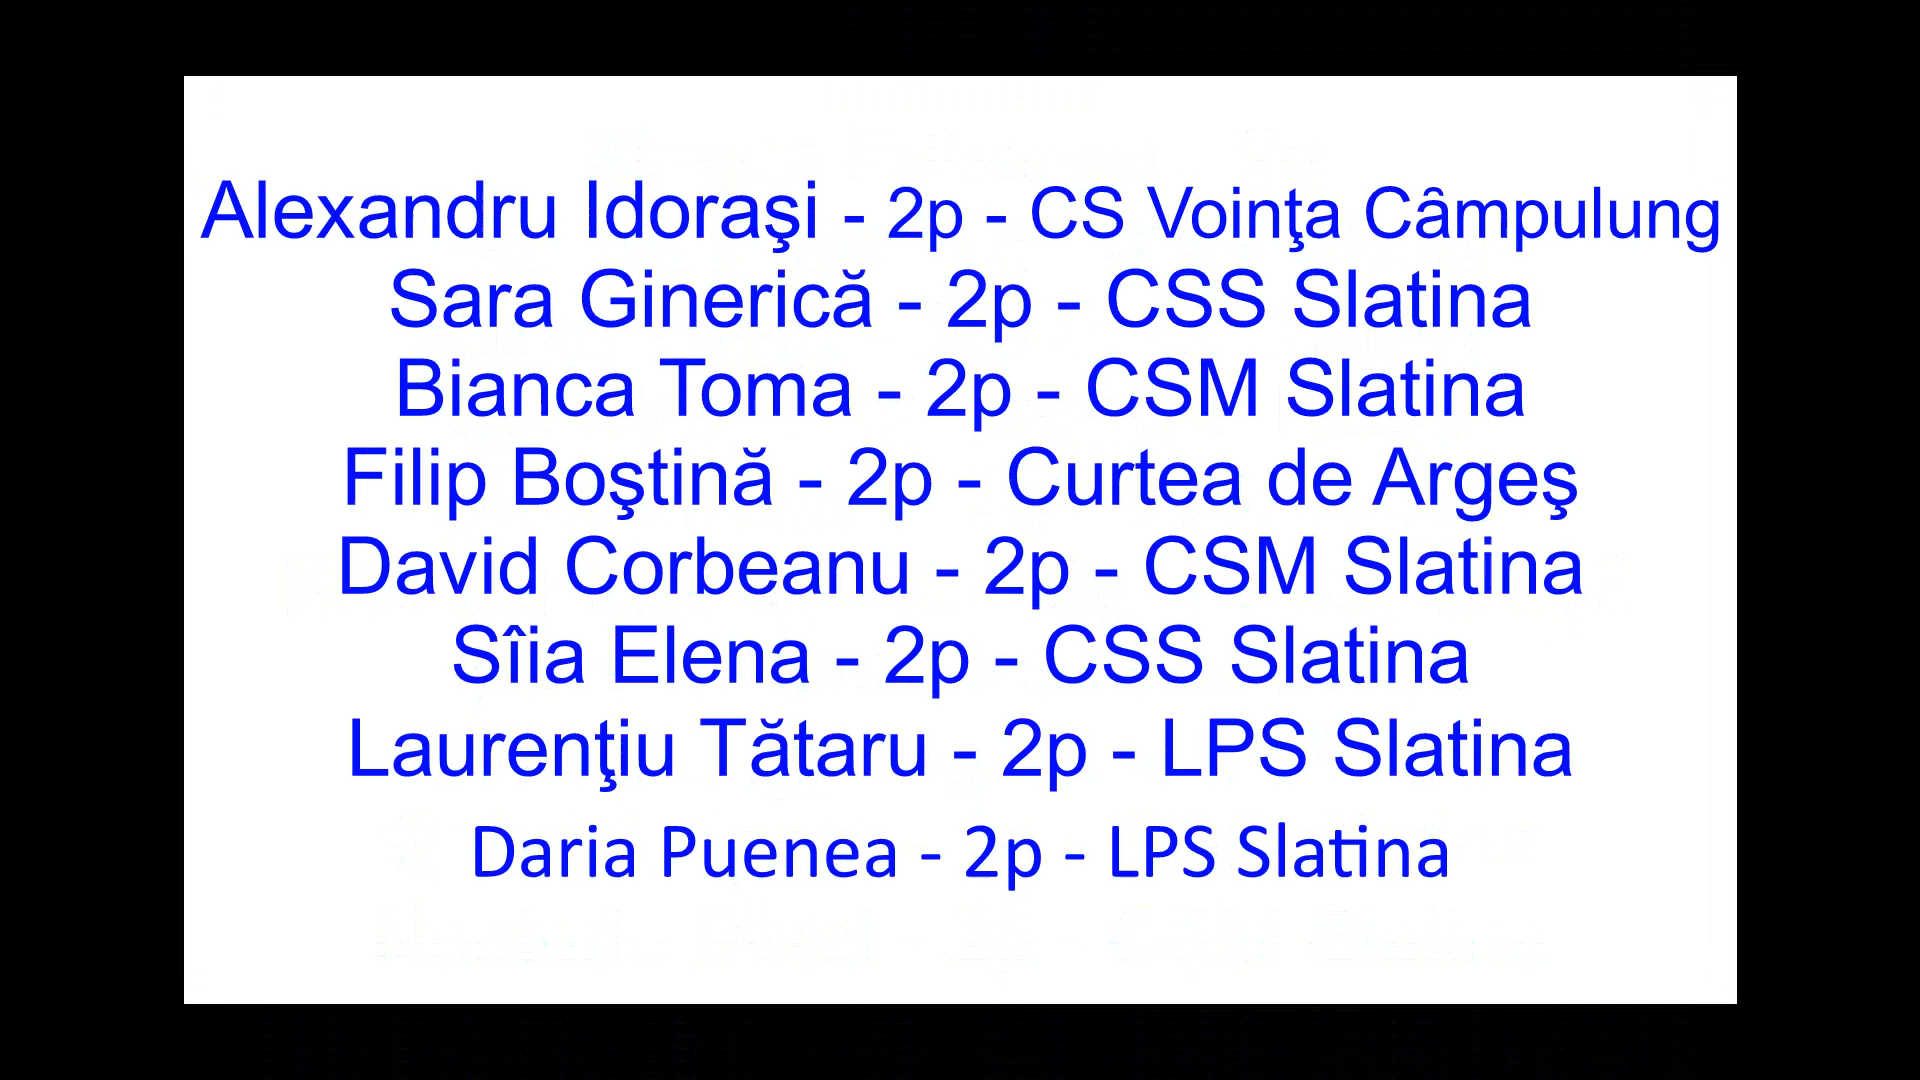 Alexandru Idoraşi - 2p - CS Voinţa Câmpulung
Sara Ginerică - 2p - CSS Slatina
Bianca Toma - 2p - CSM Slatina
Filip Boştină - 2p - Curtea de Argeş
David Corbeanu - 2p - CSM Slatina
Sîia Elena - 2p - CSS Slatina
Laurenţiu Tătaru - 2p - LPS Slatina
Daria Puenea - 2p - LPS Slatina